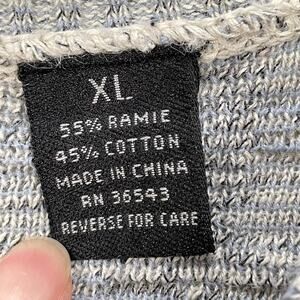 XL
55% RAMIE
45% COTTON
MADE IN CHINA
RN 36543
REVERSE FOR CARE